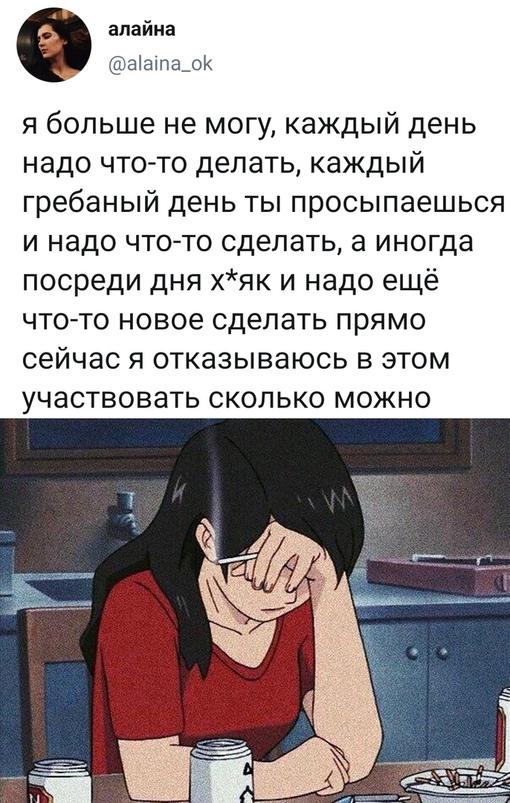 алайна
@alaina_ok
я больше не могу, каждый день
надо что-то делать, каждый
гребаный день ты просыпаешься
и надо что-то сделать, а иногда
посреди дня х*як и надо ещё
что-то новое сделать прямо
сейчас я отказываюсь в этом
участвовать сколько можно